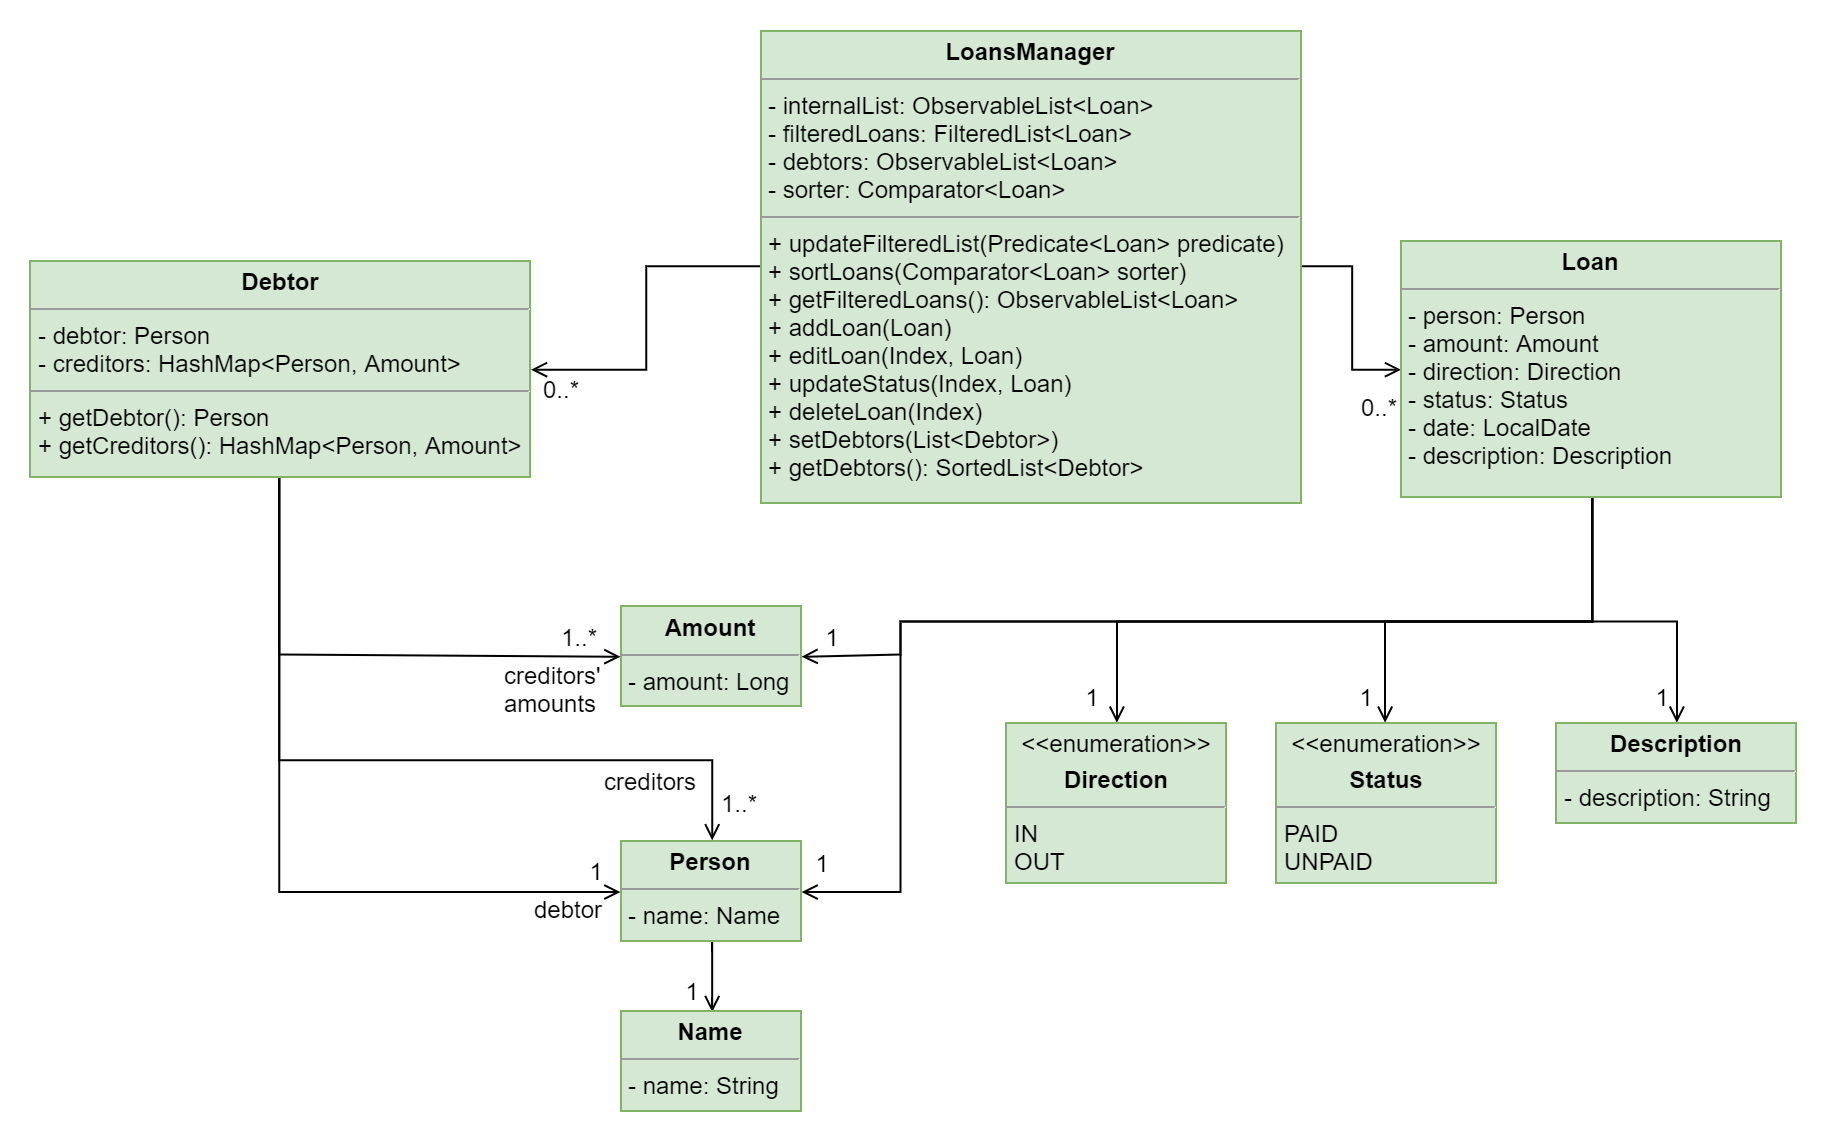 LoansManager
- internalList: ObservableList<Loan>
- filteredLoans: FilteredList<Loan>
- debtors: ObservableList<Loan>
- sorter: Comparator<Loan>
+ updateFilteredList(Predicate<Loan> predicate)
+ sortLoans(Comparator<Loan> sorter)
+ getFilteredLoans(): ObservableList<Loan>
+ addLoan(Loan)
+ editLoan(Index, Loan)
+ updateStatus(Index, Loan)
+ deleteLoan(Index)
+ setDebtors(List<Debtor>)
+ getDebtors(): SortedList<Debtor>
Debtor
- debtor: Person
- creditors: HashMap<Person, Amount>
+ getDebtor(): Person
+ getCreditors(): HashMap<Person, Amount>
0..*
Loan
- person: Person
- amount: Amount
- direction: Direction
- status: Status
- date: LocalDate
- description: Description
0..*
1..*
creditors'
amounts
Amount
- amount: Long
1
creditors
1..*
1
debtor
Person
- name: Name
1
1
Name
- name: String
1
<<enumeration>>
Direction
IN
OUT
1
<<enumeration>>
Status
PAID
UNPAID
1
Description
- description: String